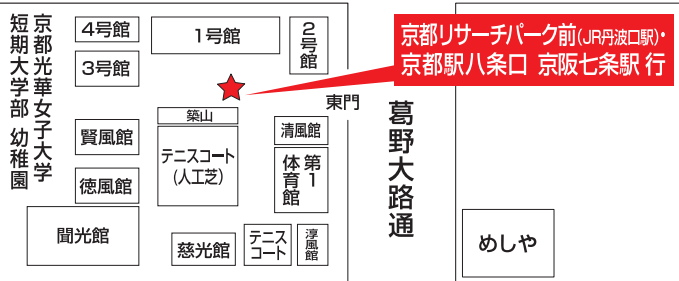 京都光華女子大学
短期大学部 幼稚園
4号館
3号館
1号館
2号館
京都リサーチパーク前(JR丹波口駅)・
京都駅八条口 京阪七条駅 行
東門
築山
賢風館
テニスコート
(人工芝)
清風館
第1
体育館
徳風館
聞光館
慈光館
テニス
コート
淳風館
葛野大路通
めしや